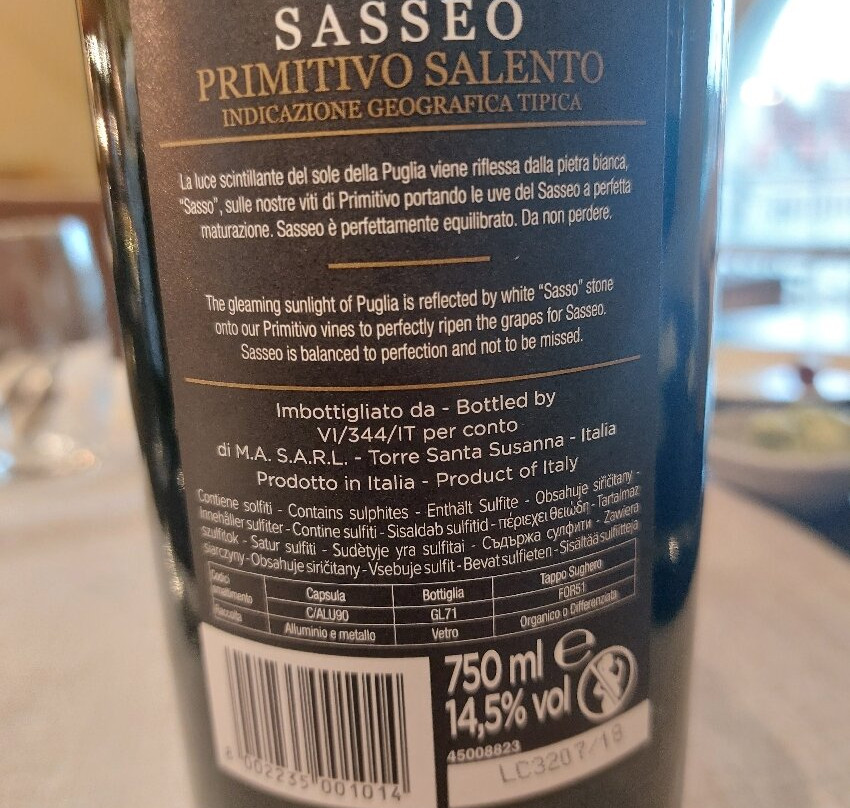 SASSEO
PRIMITIVO SALENTO
INDICAZIONE GEOGRAFICA TIPICA
La luce scintillante del sole della Puglia viene riflessa dalla pietra bianca,
"Sasso", sulle nostre viti di Primitivo portando le uve del Sasseo a perfetta
maturazione. Sasseo è perfettamente equilibrato. Da non perdere.
The gleaming sunlight of Puglia is reflected by white "Sasso" stone
onto our Primitivo vines to perfectly ripen the grapes for Sasseo.
Sasseo is balanced to perfection and not to be missed.
Imbottigliato da - Bottled by
VI/344/IT per conto
di M.A. S.A.R.L. - Torre Santa Susanna - Italia
Prodotto in Italia - Product of Italy
Contiene solfiti - Contains sulphites - Enthält Sulfite - Obsahuje siřičitany -
Innehåller sulfiter - Contine sulfiti - Sisaldab sulfitid - περιεχει θειώδη - Tartalmaz
szulfitok - Satur sulfiti - Sudėtyje yra sulfitai - Съдържа сулфити - Zawiera
siarczyny - Obsahuje siričitany - Vsebuje sulfit - Bevat sulfieten - Sisältää sulfiitteja
Capsula Bottiglia Tappo Sughero
C/ALU90 GL71 FOR51
Raccolta Alluminio e metallo Vetro Organico o Differenziata
750 ml e
14,5% vol
45008823
LC3207/18
8 002235 001014